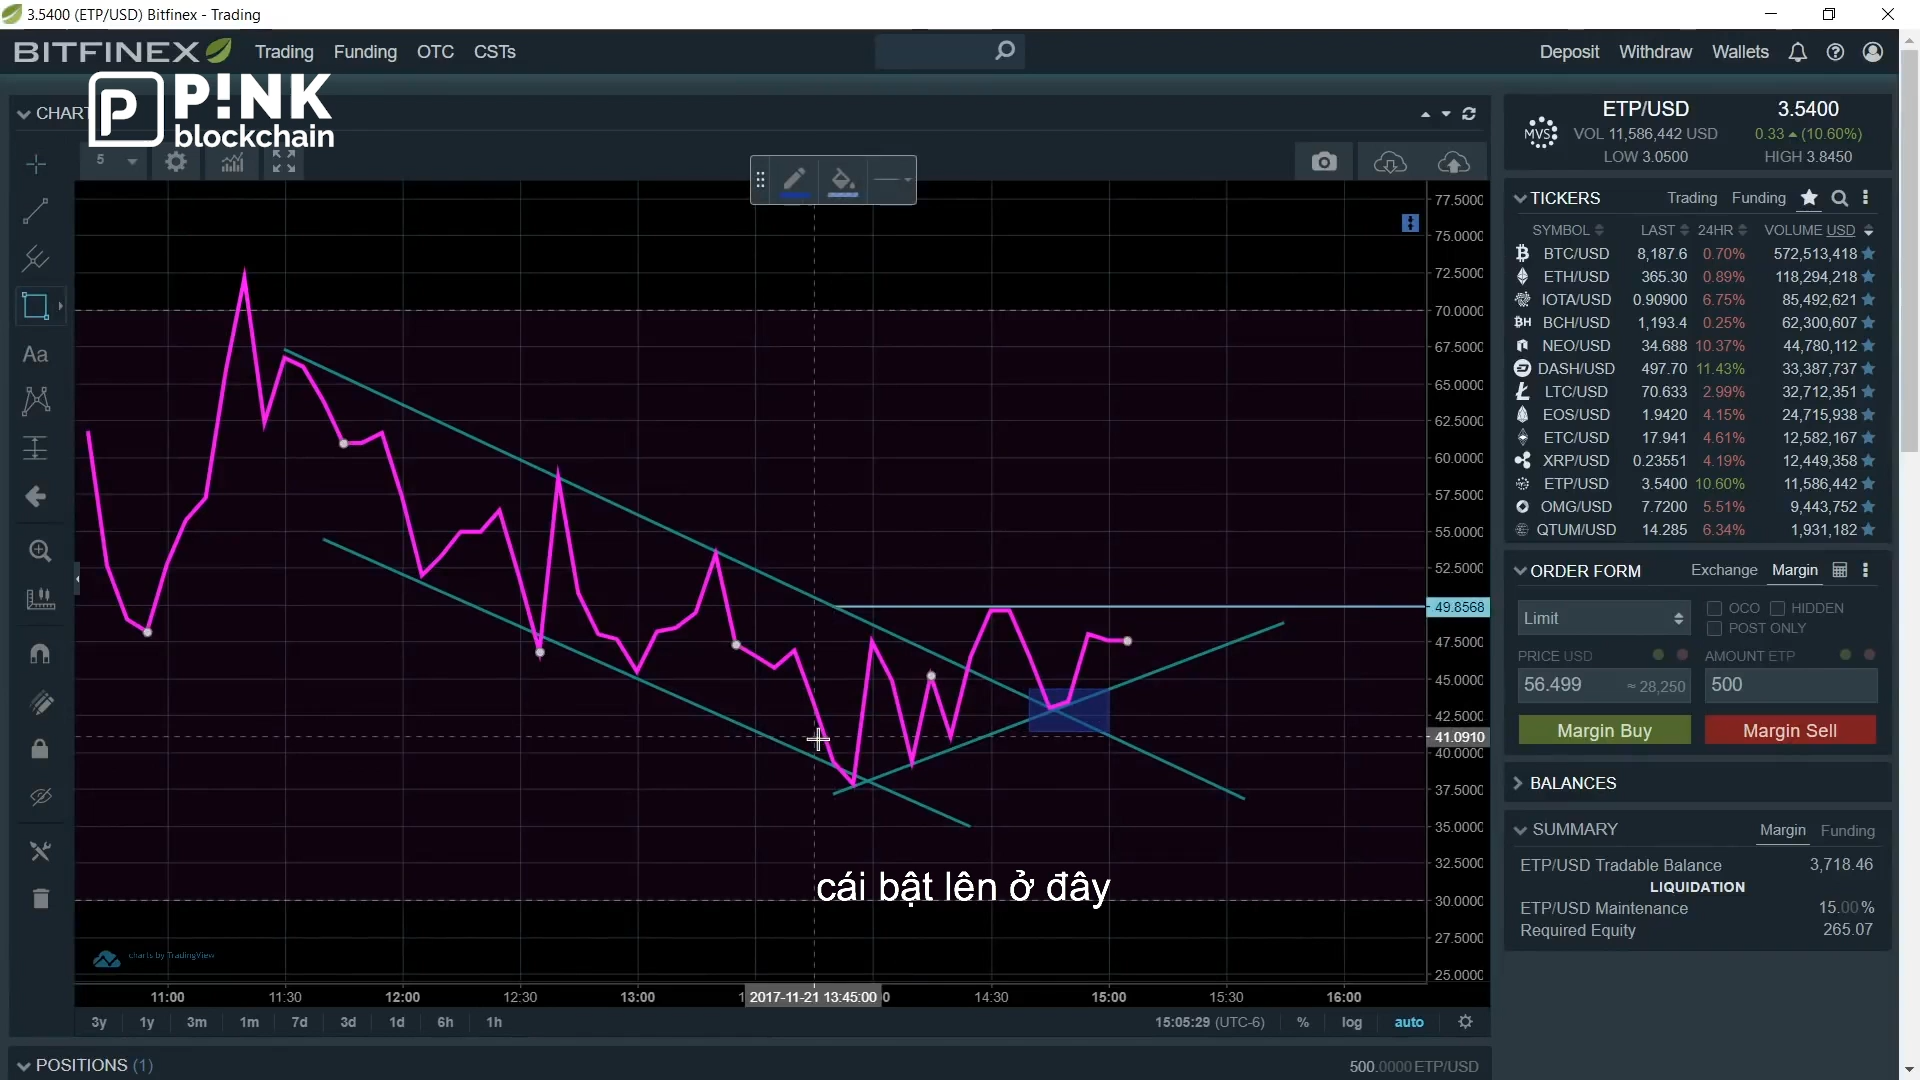 3.5400 (ETP/USD) Bitfinex - Trading
BITFINEX Trading Funding OTC CSTs Deposit Withdraw Wallets
P!NK
blockchain
CHART
5
77.5000
75.0000
72.5000
70.0000
67.5000
65.0000
62.5000
60.0000
57.5000
55.0000
52.5000
49.8568
47.5000
45.0000
42.5000
41.0910
40.0000
37.5000
35.0000
32.5000
30.0000
27.5000
25.0000
cái bật lên ở đây
charts by TradingView
11:00 11:30 12:00 12:30 13:00 2017-11-21 13:45:00 14:30 15:00 15:30 16:00
3y 1y 3m 1m 7d 3d 1d 6h 1h 15:05:29 (UTC-6) % log auto
POSITIONS (1) 500.0000 ETP/USD
ETP/USD 3.5400
MVS VOL 11,586,442 USD 0.33 (10.60%)
LOW 3.0500 HIGH 3.8450
TICKERS Trading Funding
SYMBOL LAST 24HR VOLUME USD
BTC/USD 8,187.6 0.70% 572,513,418
ETH/USD 365.30 0.89% 118,294,218
IOTA/USD 0.90900 6.75% 85,492,621
BCH/USD 1,193.4 0.25% 62,300,607
NEO/USD 34.688 10.37% 44,780,112
DASH/USD 497.70 11.43% 33,387,737
LTC/USD 70.633 2.99% 32,712,351
EOS/USD 1.9420 4.15% 24,715,938
ETC/USD 17.941 4.61% 12,582,167
XRP/USD 0.23551 4.19% 12,449,358
ETP/USD 3.5400 10.60% 11,586,442
OMG/USD 7.7200 5.51% 9,443,752
QTUM/USD 14.285 6.34% 1,931,182
ORDER FORM Exchange Margin
Limit OCO HIDDEN
POST ONLY
PRICE USD AMOUNT ETP
56.499 ≈ 28,250 500
Margin Buy Margin Sell
BALANCES
SUMMARY Margin Funding
ETP/USD Tradable Balance 3,718.46
LIQUIDATION
ETP/USD Maintenance 15.00 %
Required Equity 265.07